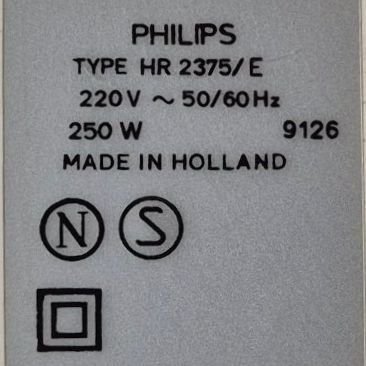 PHILIPS
TYPE HR 2375/E
220V ~ 50/60Hz
250 W 9126
MADE IN HOLLAND
N S